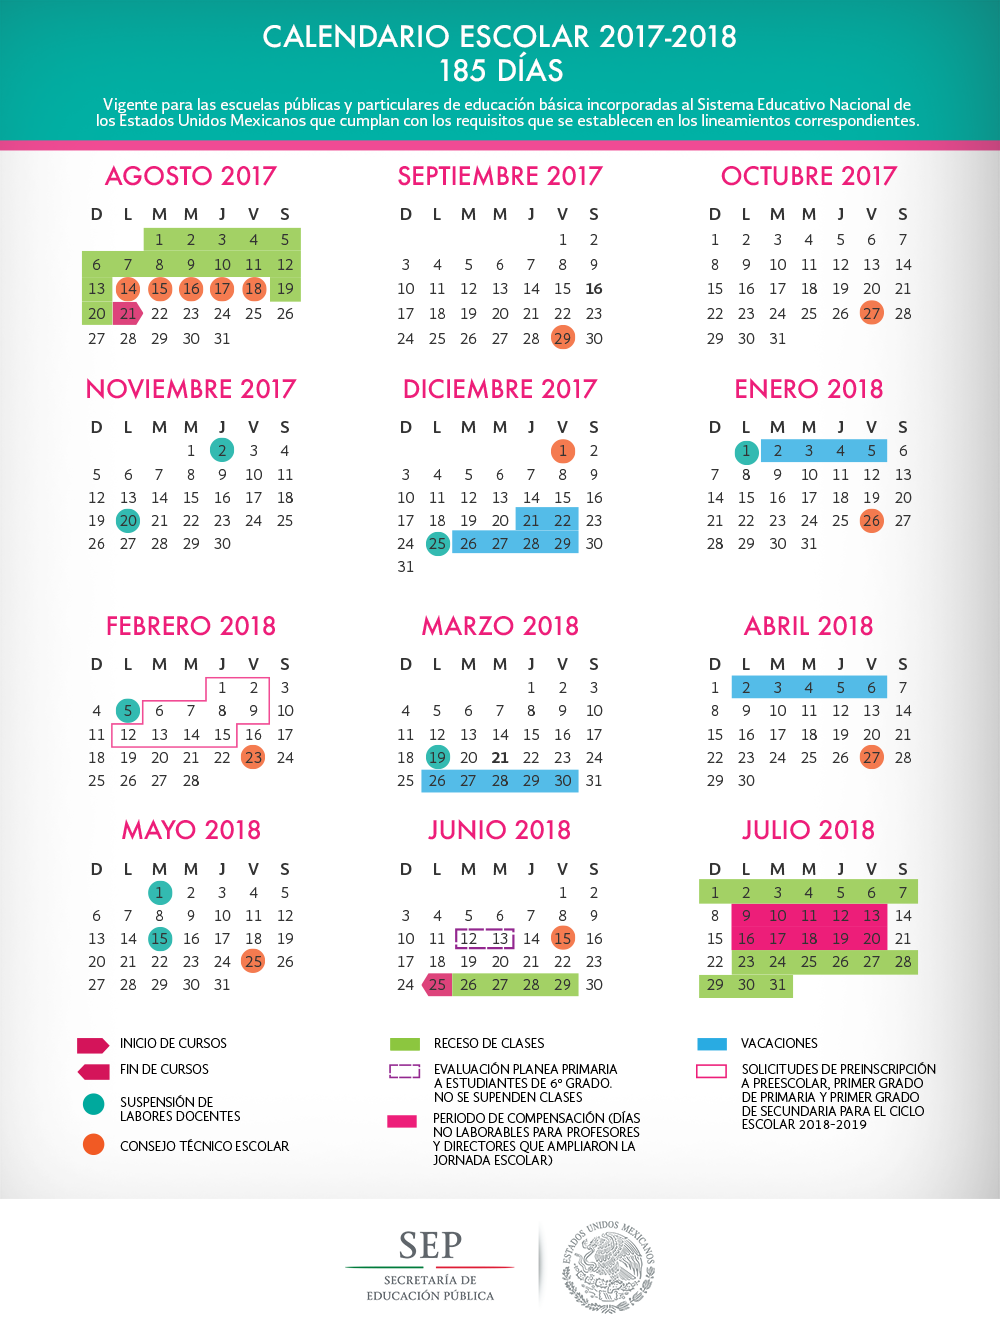 CALENDARIO ESCOLAR 2017-2018
185 DÍAS
Vigente para las escuelas públicas y particulares de educación básica incorporadas al Sistema Educativo Nacional de
los Estados Unidos Mexicanos que cumplan con los requisitos que se establecen en los lineamientos correspondientes.
AGOSTO 2017
D L M M J V S
1 2 3 4 5
6 7 8 9 10 11 12
13 14 15 16 17 18 19
20 21 22 23 24 25 26
27 28 29 30 31
SEPTIEMBRE 2017
D L M M J V S
1 2
3 4 5 6 7 8 9
10 11 12 13 14 15 16
17 18 19 20 21 22 23
24 25 26 27 28 29 30
OCTUBRE 2017
D L M M J V S
1 2 3 4 5 6 7
8 9 10 11 12 13 14
15 16 17 18 19 20 21
22 23 24 25 26 27 28
29 30 31
NOVIEMBRE 2017
D L M M J V S
1 2 3 4
5 6 7 8 9 10 11
12 13 14 15 16 17 18
19 20 21 22 23 24 25
26 27 28 29 30
DICIEMBRE 2017
D L M M J V S
1 2
3 4 5 6 7 8 9
10 11 12 13 14 15 16
17 18 19 20 21 22 23
24 25 26 27 28 29 30
31
ENERO 2018
D L M M J V S
1 2 3 4 5 6
7 8 9 10 11 12 13
14 15 16 17 18 19 20
21 22 23 24 25 26 27
28 29 30 31
FEBRERO 2018
D L M M J V S
1 2 3
4 5 6 7 8 9 10
11 12 13 14 15 16 17
18 19 20 21 22 23 24
25 26 27 28
MARZO 2018
D L M M J V S
1 2 3
4 5 6 7 8 9 10
11 12 13 14 15 16 17
18 19 20 21 22 23 24
25 26 27 28 29 30 31
ABRIL 2018
D L M M J V S
1 2 3 4 5 6 7
8 9 10 11 12 13 14
15 16 17 18 19 20 21
22 23 24 25 26 27 28
29 30
MAYO 2018
D L M M J V S
1 2 3 4 5
6 7 8 9 10 11 12
13 14 15 16 17 18 19
20 21 22 23 24 25 26
27 28 29 30 31
JUNIO 2018
D L M M J V S
1 2
3 4 5 6 7 8 9
10 11 12 13 14 15 16
17 18 19 20 21 22 23
24 25 26 27 28 29 30
JULIO 2018
D L M M J V S
1 2 3 4 5 6 7
8 9 10 11 12 13 14
15 16 17 18 19 20 21
22 23 24 25 26 27 28
29 30 31
INICIO DE CURSOS
FIN DE CURSOS
SUSPENSIÓN DE
LABORES DOCENTES
CONSEJO TÉCNICO ESCOLAR
RECESO DE CLASES
EVALUACIÓN PLANEA PRIMARIA
A ESTUDIANTES DE 6º GRADO.
NO SE SUPENDEN CLASES
PERIODO DE COMPENSACIÓN (DÍAS
NO LABORABLES PARA PROFESORES
Y DIRECTORES QUE AMPLIARON LA
JORNADA ESCOLAR)
VACACIONES
SOLICITUDES DE PREINSCRIPCIÓN
A PREESCOLAR, PRIMER GRADO
DE PRIMARIA Y PRIMER GRADO
DE SECUNDARIA PARA EL CICLO
ESCOLAR 2018-2019
SEP
SECRETARÍA DE
EDUCACIÓN PÚBLICA
ESTADOS UNIDOS MEXICANOS